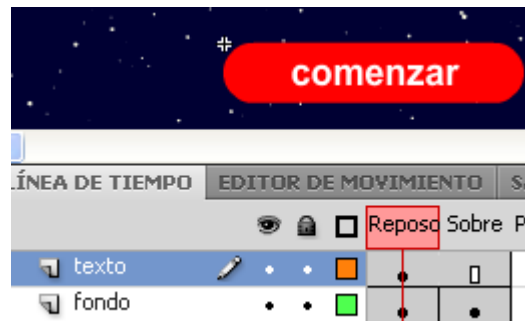 comenzar
LÍNEA DE TIEMPO EDITOR DE MOVIMIENTO
Reposo Sobre
texto
fondo